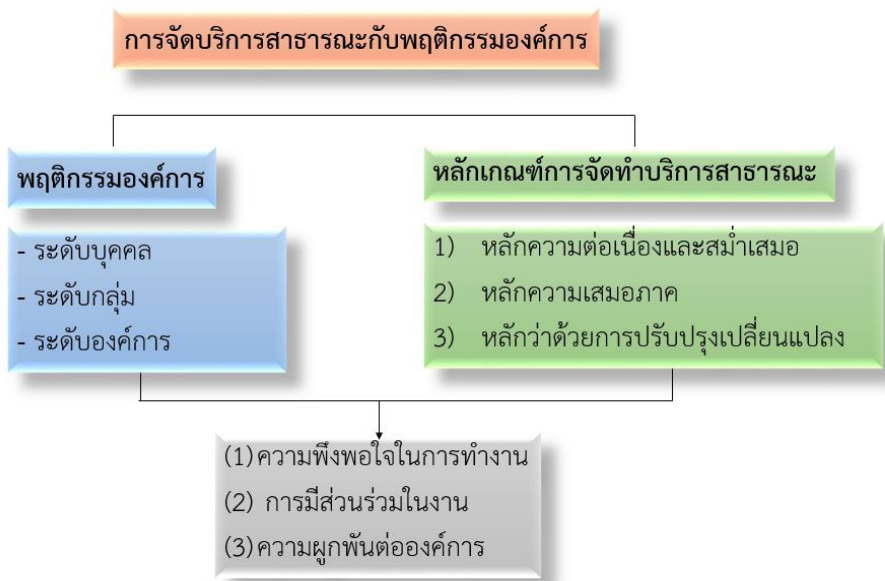 การจัดบริการสาธารณะกับพฤติกรรมองค์การ
พฤติกรรมองค์การ
- ระดับบุคคล
- ระดับกลุ่ม
- ระดับองค์การ
หลักเกณฑ์การจัดทำบริการสาธารณะ
1) หลักความต่อเนื่องและสม่ำเสมอ
2) หลักความเสมอภาค
3) หลักว่าด้วยการปรับปรุงเปลี่ยนแปลง
(1) ความพึงพอใจในการทำงาน
(2) การมีส่วนร่วมในงาน
(3) ความผูกพันต่อองค์การ